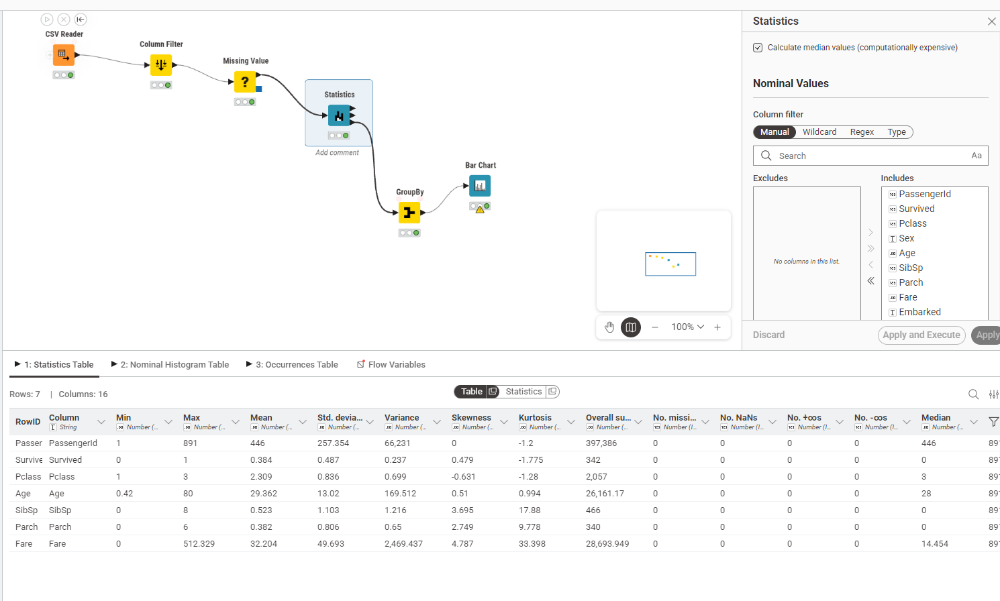 CSV Reader
Column Filter
Missing Value
?
Statistics
Add comment
GroupBy
Bar Chart
100%
Statistics
Calculate median values (computationally expensive)
Nominal Values
Column filter
Manual Wildcard Regex Type
Search Aa
Excludes Includes
No columns in this list.
PassengerId
Survived
Pclass
T Sex
Age
SibSp
Parch
Fare
T Embarked
Discard Apply and Execute Apply
1: Statistics Table 2: Nominal Histogram Table 3: Occurrences Table Flow Variables
Rows: 7 | Columns: 16 Table Statistics
RowID Column Min Max Mean Std. devia... Variance Skewness Kurtosis Overall su... No. missi... No. NaNs No. +∞s No. -∞s Median
T String Number (... Number (... Number (... Number (... Number (... Number (... Number (... Number (... Number (I... Number (I... Number (I... Number (I... Number (...
Passer PassengerId 1 891 446 257.354 66,231 0 -1.2 397,386 0 0 0 0 446 891
Survive Survived 0 1 0.384 0.487 0.237 0.479 -1.775 342 0 0 0 0 0 891
Pclass Pclass 1 3 2.309 0.836 0.699 -0.631 -1.28 2,057 0 0 0 0 3 891
Age Age 0.42 80 29.362 13.02 169.512 0.51 0.994 26,161.17 0 0 0 0 28 891
SibSp SibSp 0 8 0.523 1.103 1.216 3.695 17.88 466 0 0 0 0 0 891
Parch Parch 0 6 0.382 0.806 0.65 2.749 9.778 340 0 0 0 0 0 891
Fare Fare 0 512.329 32.204 49.693 2,469.437 4.787 33.398 28,693.949 0 0 0 0 14.454 891